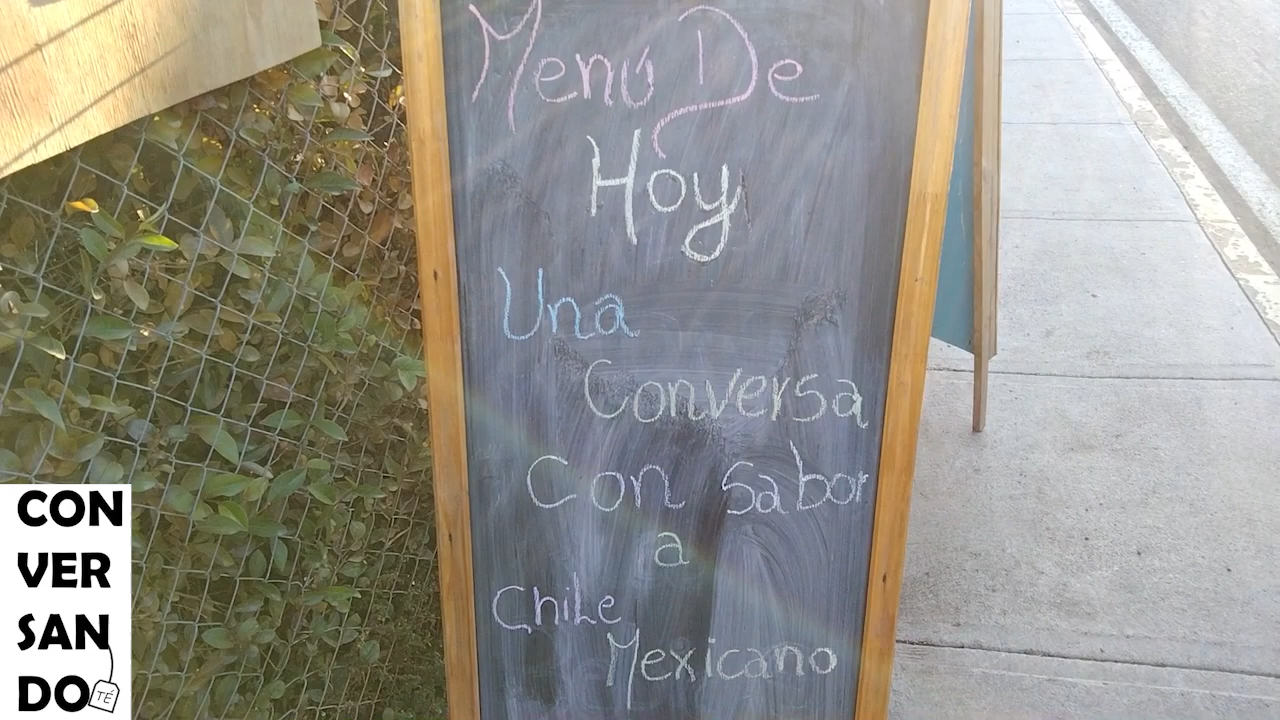 Menú De
Hoy
Una
Conversa
Con Sabor
a
Chile
Mexicano
CON
VER
SAN
DO
TÉ